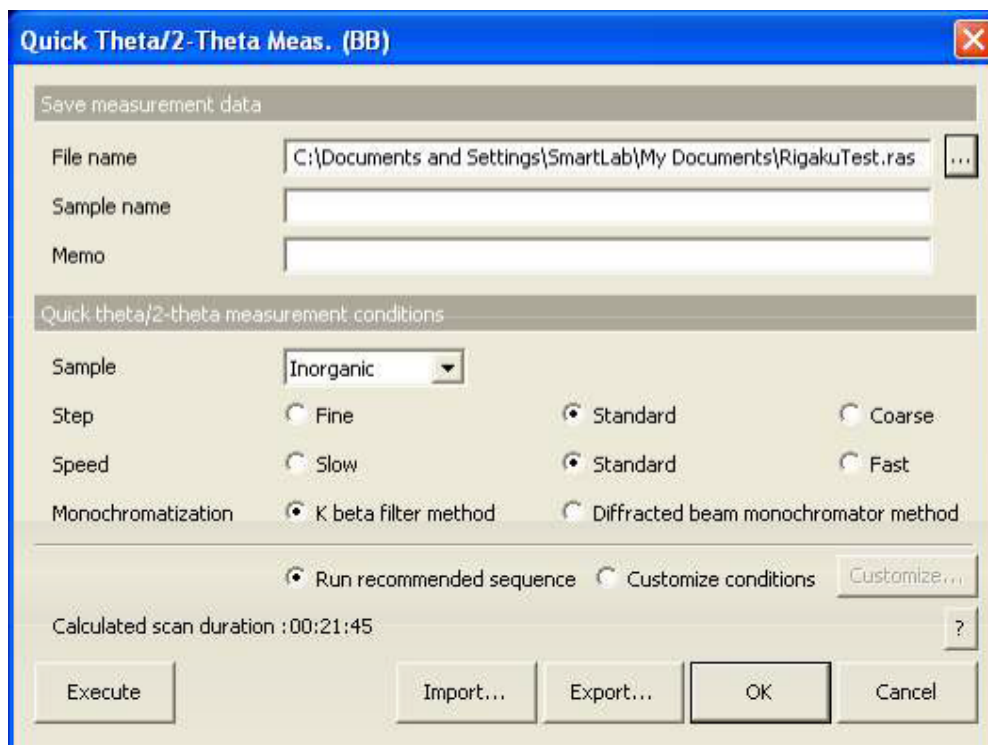 Quick Theta/2-Theta Meas. (BB)
Save measurement data
File name C:\Documents and Settings\SmartLab\My Documents\RigakuTest.ras ...
Sample name
Memo
Quick theta/2-theta measurement conditions
Sample Inorganic
Step Fine Standard Coarse
Speed Slow Standard Fast
Monochromatization K beta filter method Diffracted beam monochromator method
Run recommended sequence Customize conditions Customize...
Calculated scan duration :00:21:45 ?
Execute Import... Export... OK Cancel